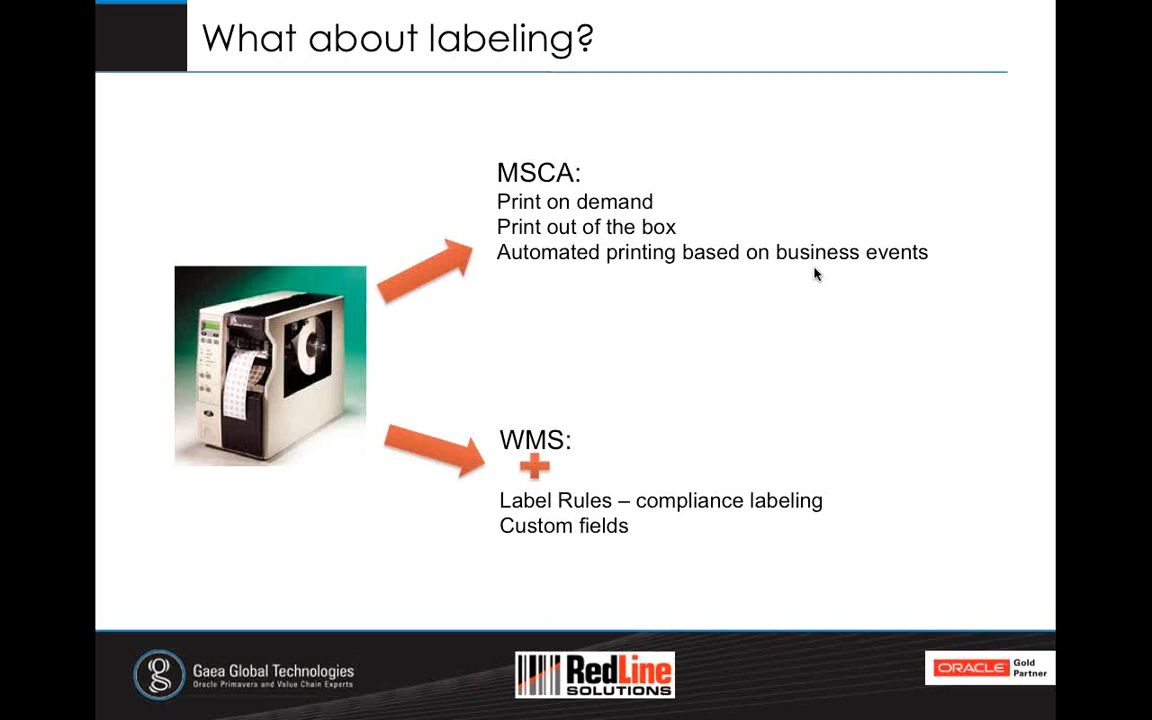 What about labeling?
MSCA:
Print on demand
Print out of the box
Automated printing based on business events
WMS:
Label Rules – compliance labeling
Custom fields
Gaea Global Technologies
Oracle Primavera and Value Chain Experts
RedLine
SOLUTIONS
ORACLE
Gold
Partner